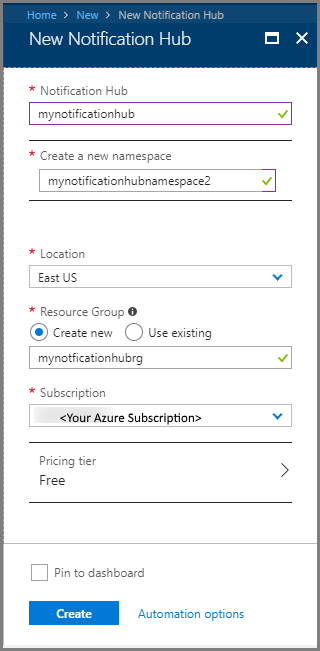 Home > New > New Notification Hub
New Notification Hub
* Notification Hub
mynotificationhub
* Create a new namespace
mynotificationhubnamespace2
* Location
East US
* Resource Group
Create new Use existing
mynotficationhubrg
* Subscription
<Your Azure Subscription>
Pricing tier
Free
Pin to dashboard
Create Automation options